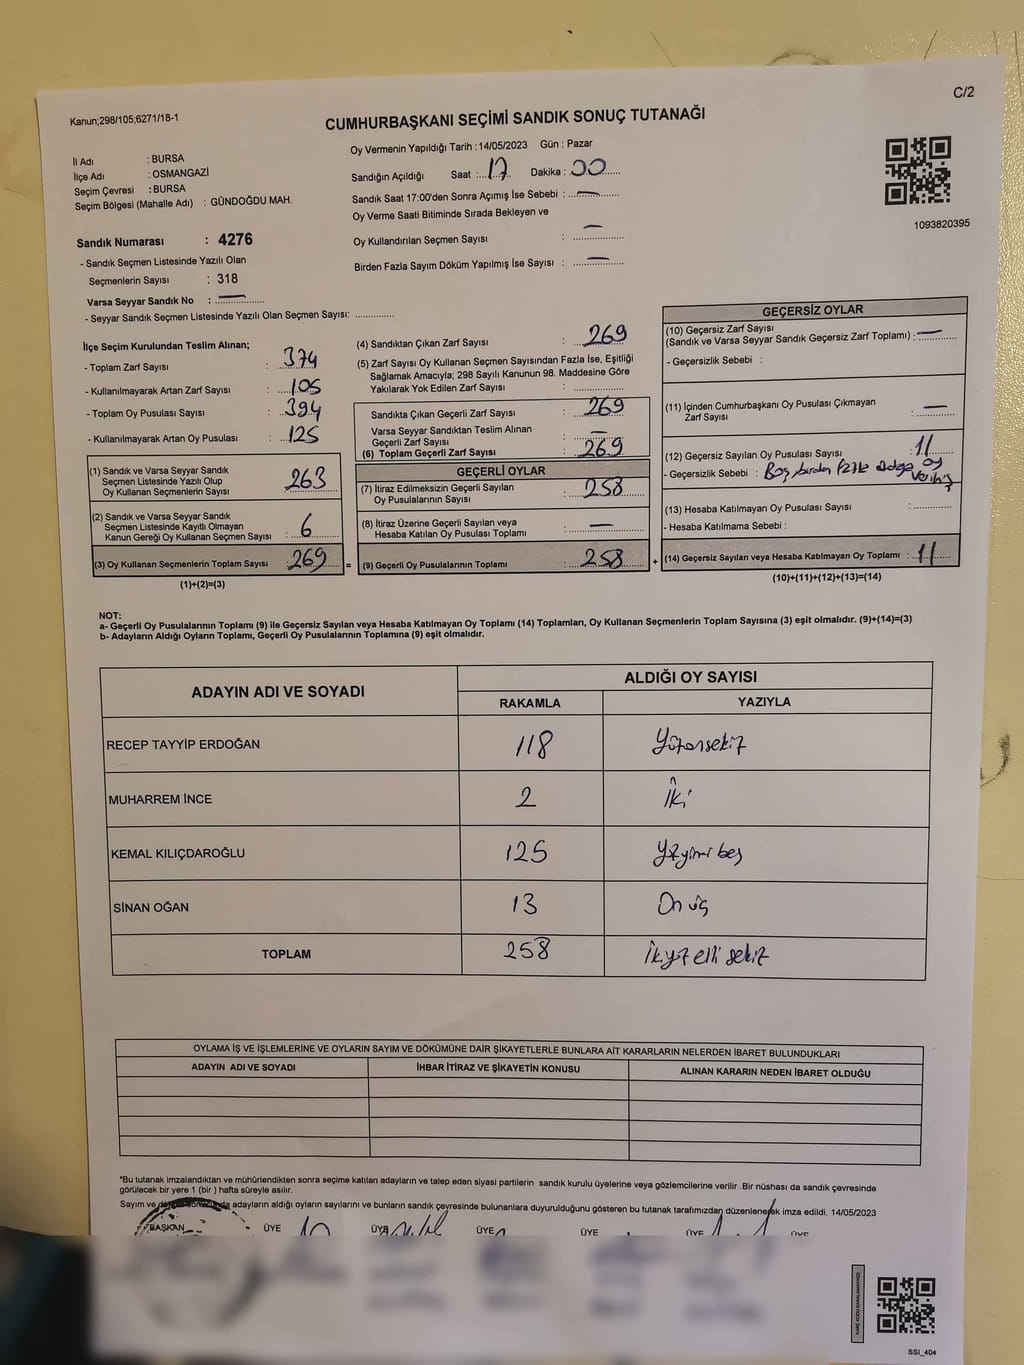 C/2
Kanun;298/105;6271/18-1
CUMHURBAŞKANI SEÇİMİ SANDIK SONUÇ TUTANAĞI
İl Adı : BURSA
İlçe Adı : OSMANGAZİ
Seçim Çevresi : BURSA
Seçim Bölgesi (Mahalle Adı) : GÜNDOĞDU MAH.
Sandık Numarası : 4276
- Sandık Seçmen Listesinde Yazılı Olan
Seçmenlerin Sayısı : 318
Varsa Seyyar Sandık No : —
- Seyyar Sandık Seçmen Listesinde Yazılı Olan Seçmen Sayısı: ..............
Oy Vermenin Yapıldığı Tarih : 14/05/2023 Gün : Pazar
Sandığın Açıldığı Saat : 17 Dakika : 00
Sandık Saat 17:00'den Sonra Açımış İse Sebebi : —
Oy Verme Saati Bitiminde Sırada Bekleyen ve
Oy Kullandırılan Seçmen Sayısı : —
Birden Fazla Sayım Döküm Yapılmış İse Sayısı : —
1093820395
İlçe Seçim Kurulundan Teslim Alınan;
- Toplam Zarf Sayısı : 374
- Kullanılmayarak Artan Zarf Sayısı : 105
- Toplam Oy Pusulası Sayısı : 394
- Kullanılmayarak Artan Oy Pusulası : 125
(1) Sandık ve Varsa Seyyar Sandık
Seçmen Listesinde Yazılı Olup
Oy Kullanan Seçmenlerin Sayısı : 263
(2) Sandık ve Varsa Seyyar Sandık
Seçmen Listesinde Kayıtlı Olmayan
Kanun Gereği Oy Kullanan Seçmen Sayısı : 6
(3) Oy Kullanan Seçmenlerin Toplam Sayısı : 269
(1)+(2)=(3)
(4) Sandıktan Çıkan Zarf Sayısı : 269
(5) Zarf Sayısı Oy Kullanan Seçmen Sayısından Fazla İse, Eşitliği
Sağlamak Amacıyla; 298 Sayılı Kanunun 98. Maddesine Göre
Yakılarak Yok Edilen Zarf Sayısı : ..............
Sandıkta Çıkan Geçerli Zarf Sayısı : 269
Varsa Seyyar Sandıktan Teslim Alınan
Geçerli Zarf Sayısı : —
(6) Toplam Geçerli Zarf Sayısı : 269
GEÇERLİ OYLAR
(7) İtiraz Edilmeksizin Geçerli Sayılan
Oy Pusulalarının Sayısı : 258
(8) İtiraz Üzerine Geçerli Sayılan veya
Hesaba Katılan Oy Pusulası Toplamı : —
= (9) Geçerli Oy Pusulalarının Toplamı : 258 +
GEÇERSİZ OYLAR
(10) Geçersiz Zarf Sayısı
(Sandık ve Varsa Seyyar Sandık Geçersiz Zarf Toplamı) : —
- Geçersizlik Sebebi :
(11) İçinden Cumhurbaşkanı Oy Pusulası Çıkmayan
Zarf Sayısı : —
(12) Geçersiz Sayılan Oy Pusulası Sayısı : 11
- Geçersizlik Sebebi : Boş, birden fazla adaya oy
veriliş
(13) Hesaba Katılmayan Oy Pusulası Sayısı : ..............
- Hesaba Katılmama Sebebi :
(14) Geçersiz Sayılan veya Hesaba Katılmayan Oy Toplamı : 11
(10)+(11)+(12)+(13)=(14)
NOT:
a- Geçerli Oy Pusulalarının Toplamı (9) ile Geçersiz Sayılan veya Hesaba Katılmayan Oy Toplamı (14) Toplamları, Oy Kullanan Seçmenlerin Toplam Sayısına (3) eşit olmalıdır. (9)+(14)=(3)
b- Adayların Aldığı Oyların Toplamı, Geçerli Oy Pusulalarının Toplamına (9) eşit olmalıdır.
ADAYIN ADI VE SOYADI ALDIĞI OY SAYISI
RAKAMLA YAZIYLA
RECEP TAYYİP ERDOĞAN 118 Yüzonsekiz
MUHARREM İNCE 2 İki
KEMAL KILIÇDAROĞLU 125 Yüzyirmi beş
SİNAN OĞAN 13 On üç
TOPLAM 258 İkiyüz elli sekiz
OYLAMA İŞ VE İŞLEMLERİNE VE OYLARIN SAYIM VE DÖKÜMÜNE DAİR ŞİKAYETLERLE BUNLARA AİT KARARLARIN NELERDEN İBARET BULUNDUKLARI
ADAYIN ADI VE SOYADI İHBAR İTİRAZ VE ŞİKAYETİN KONUSU ALINAN KARARIN NEDEN İBARET OLDUĞU
*Bu tutanak imzalandıktan ve mühürlendikten sonra seçime katılan adayların ve talep eden siyasi partilerin sandık kurulu üyelerine veya gözlemcilerine verilir .Bir nüshası da sandık çevresinde
görülecek bir yere 1 (bir ) hafta süreyle asılır.
Sayım ve adayların aldığı oyların sayılarını ve bunların sandık çevresinde bulunanlara duyurulduğunu gösteren bu tutanak tarafımızdan düzenlenerek imza edildi. 14/05/2023
BAŞKAN ÜYE ÜYE ÜYE ÜYE ÜYE ÜYE
SSI_404